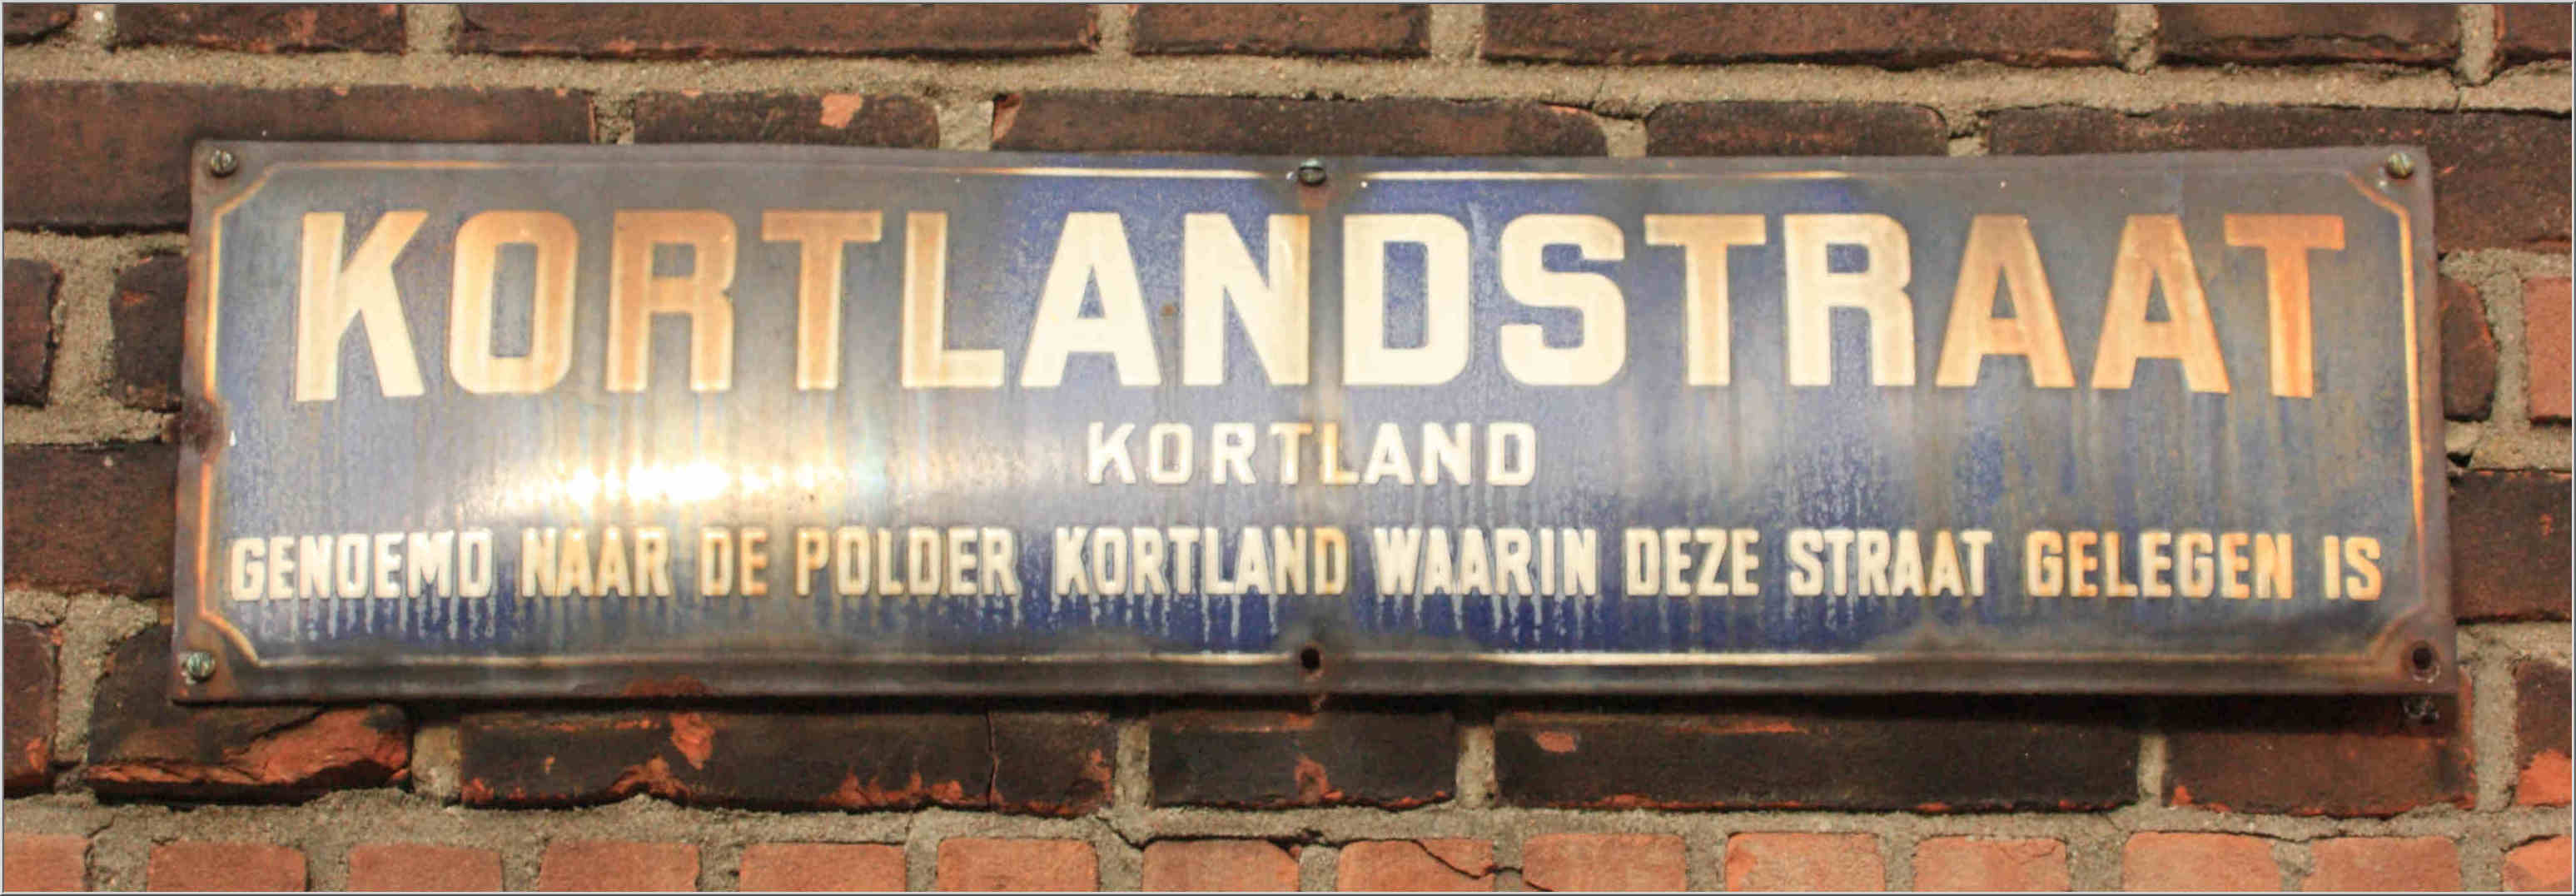 KORTLANDSTRAAT
KORTLAND
GENOEMD NAAR DE POLDER KORTLAND WAARIN DEZE STRAAT GELEGEN IS